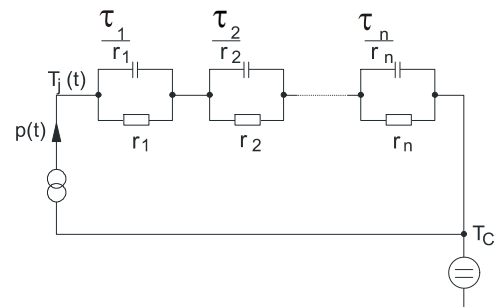 τ1/r1 τ2/r2 τn/rn
Tj(t)
p(t)
r1 r2 rn
TC